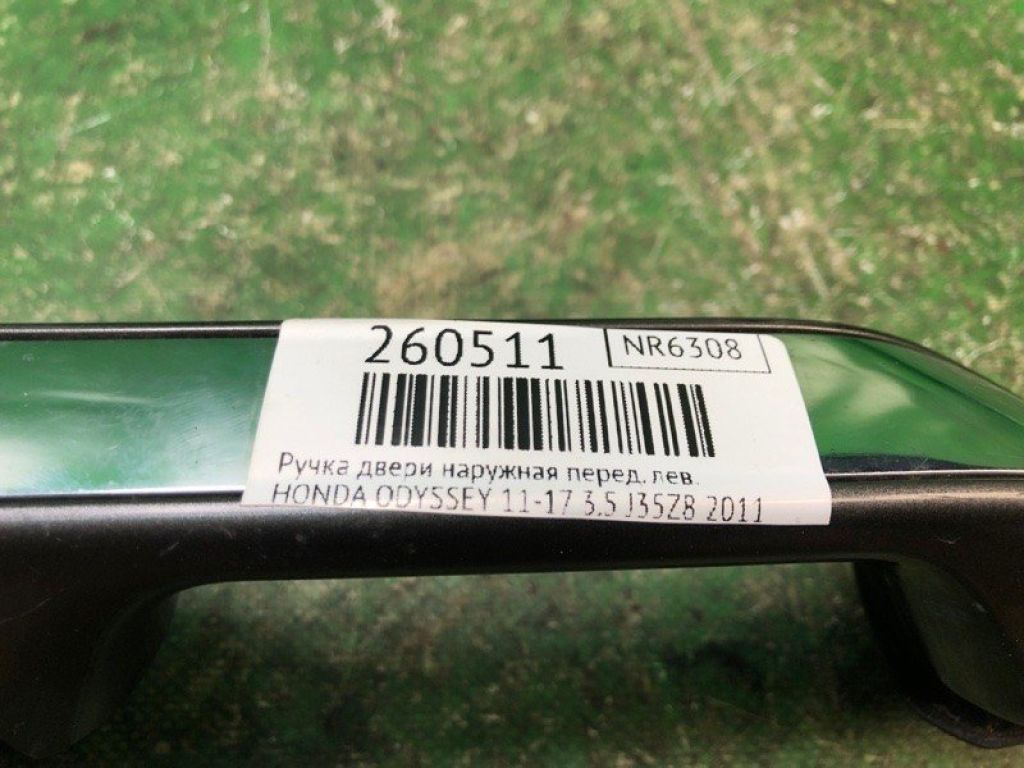 260511 NR6308
Ручка двери наружная перед. лев.
HONDA ODYSSEY 11-17 3.5 J35Z8 2011